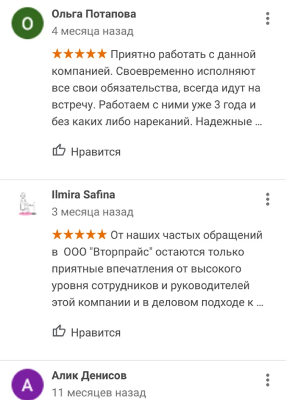 Ольга Потапова
4 месяца назад
★★★★★ Приятно работать с данной
компанией. Своевременно исполняют
все свои обязательства, всегда идут на
встречу. Работаем с ними уже 3 года и
без каких либо нареканий. Надежные ...
Нравится
Ilmira Safina
3 месяца назад
★★★★★ От наших частых обращений
в ООО "Вторпрайс" остаются только
приятные впечатления от высокого
уровня сотрудников и руководителей
этой компании и в деловом подходе к ...
Нравится
Алик Денисов
11 месяцев назад